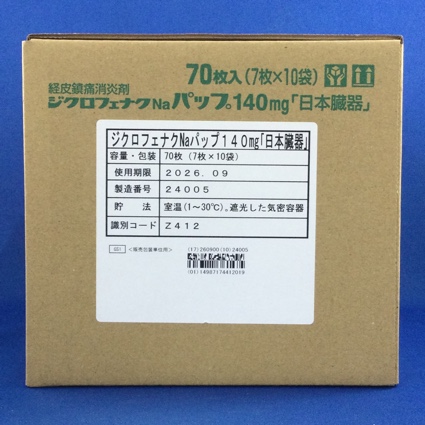 70枚入(7枚×10袋)
経皮鎮痛消炎剤
ジクロフェナクNaパップ®140mg「日本臓器」
ジクロフェナクNaパップ140mg「日本臓器」
容量・包装 70枚(7枚×10袋)
使用期限 2026.09
製造番号 24005
貯法 室温(1~30℃)、遮光した気密容器
識別コード Z412
<販売包装単位用>
(17)260900(10)24005
(01)14987174412019